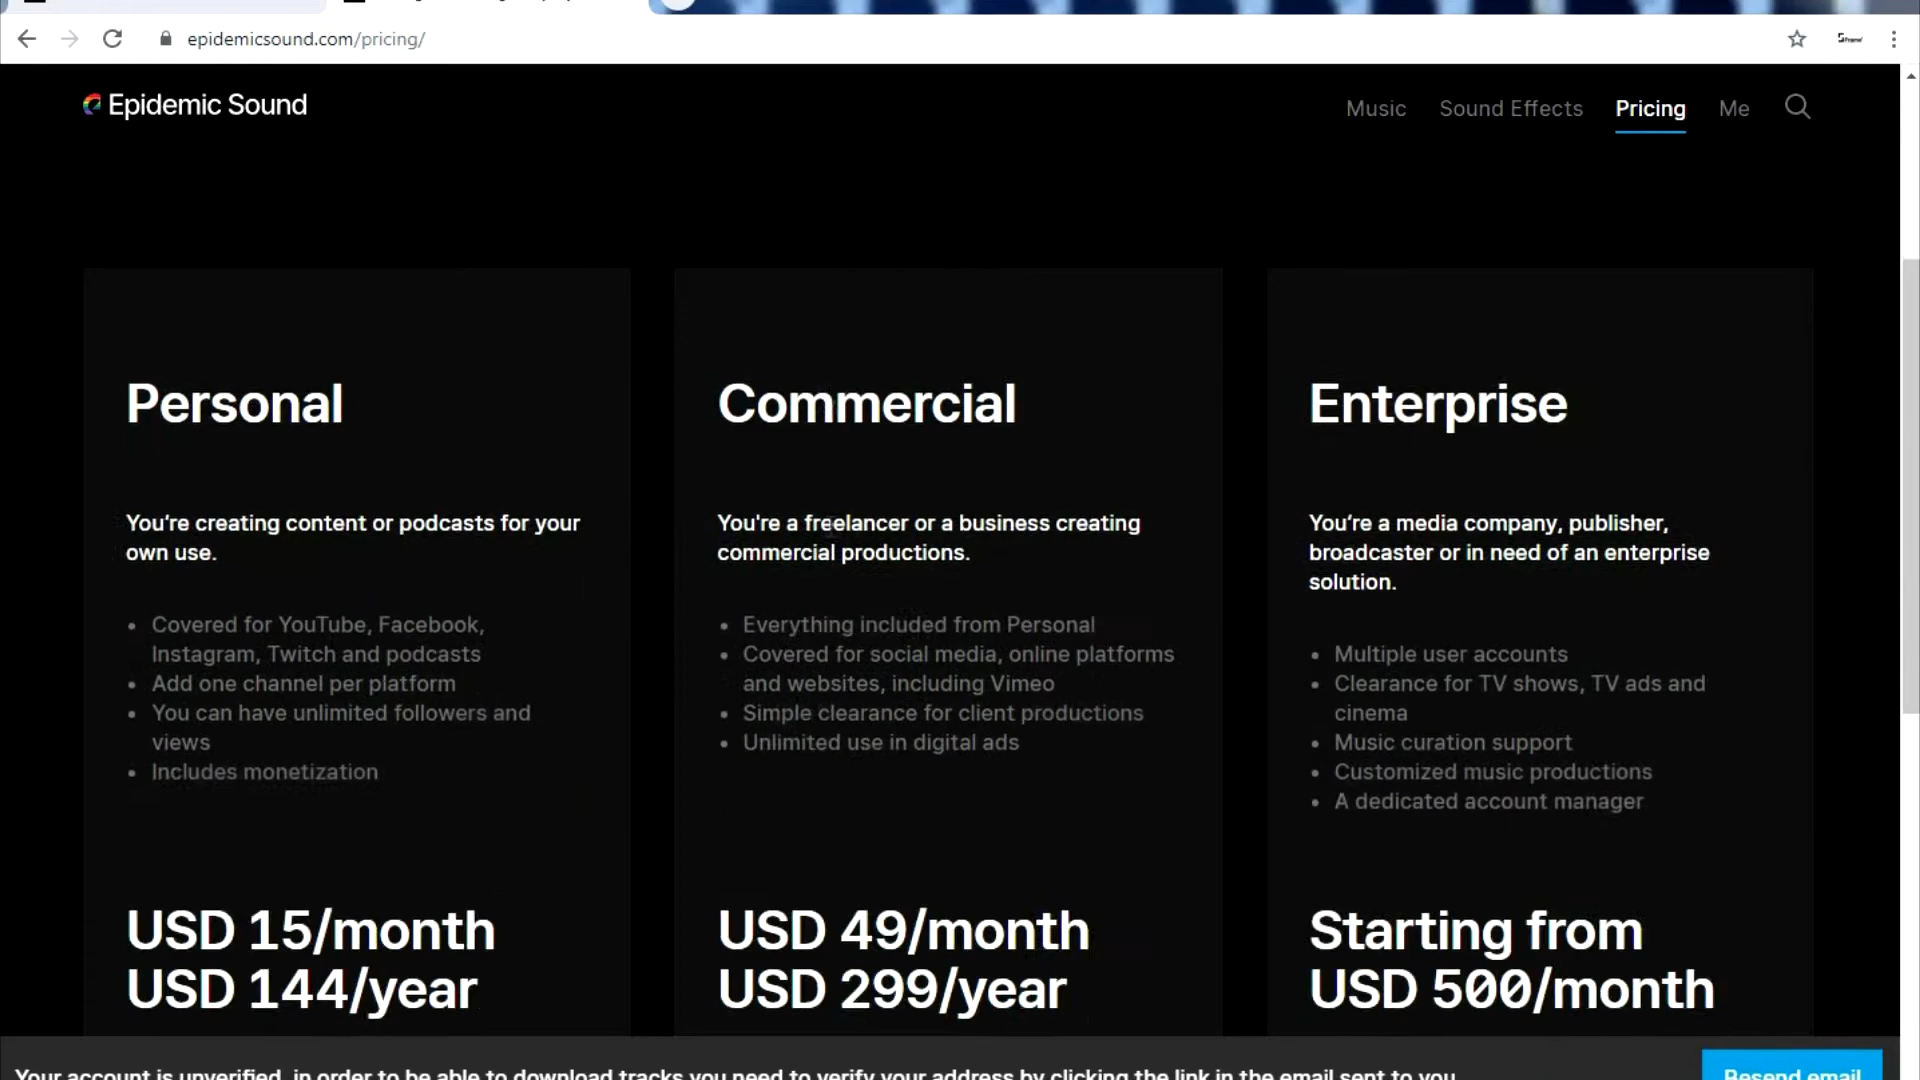 epidemicsound.com/pricing/
Epidemic Sound
Music Sound Effects Pricing Me
Personal
You’re creating content or podcasts for your
own use.
• Covered for YouTube, Facebook,
Instagram, Twitch and podcasts
• Add one channel per platform
• You can have unlimited followers and
views
• Includes monetization
USD 15/month
USD 144/year
Commercial
You're a freelancer or a business creating
commercial productions.
• Everything included from Personal
• Covered for social media, online platforms
and websites, including Vimeo
• Simple clearance for client productions
• Unlimited use in digital ads
USD 49/month
USD 299/year
Enterprise
You’re a media company, publisher,
broadcaster or in need of an enterprise
solution.
• Multiple user accounts
• Clearance for TV shows, TV ads and
cinema
• Music curation support
• Customized music productions
• A dedicated account manager
Starting from
USD 500/month
Your account is unverified, in order to be able to download tracks you need to verify your address by clicking the link in the email sent to you
Resend email